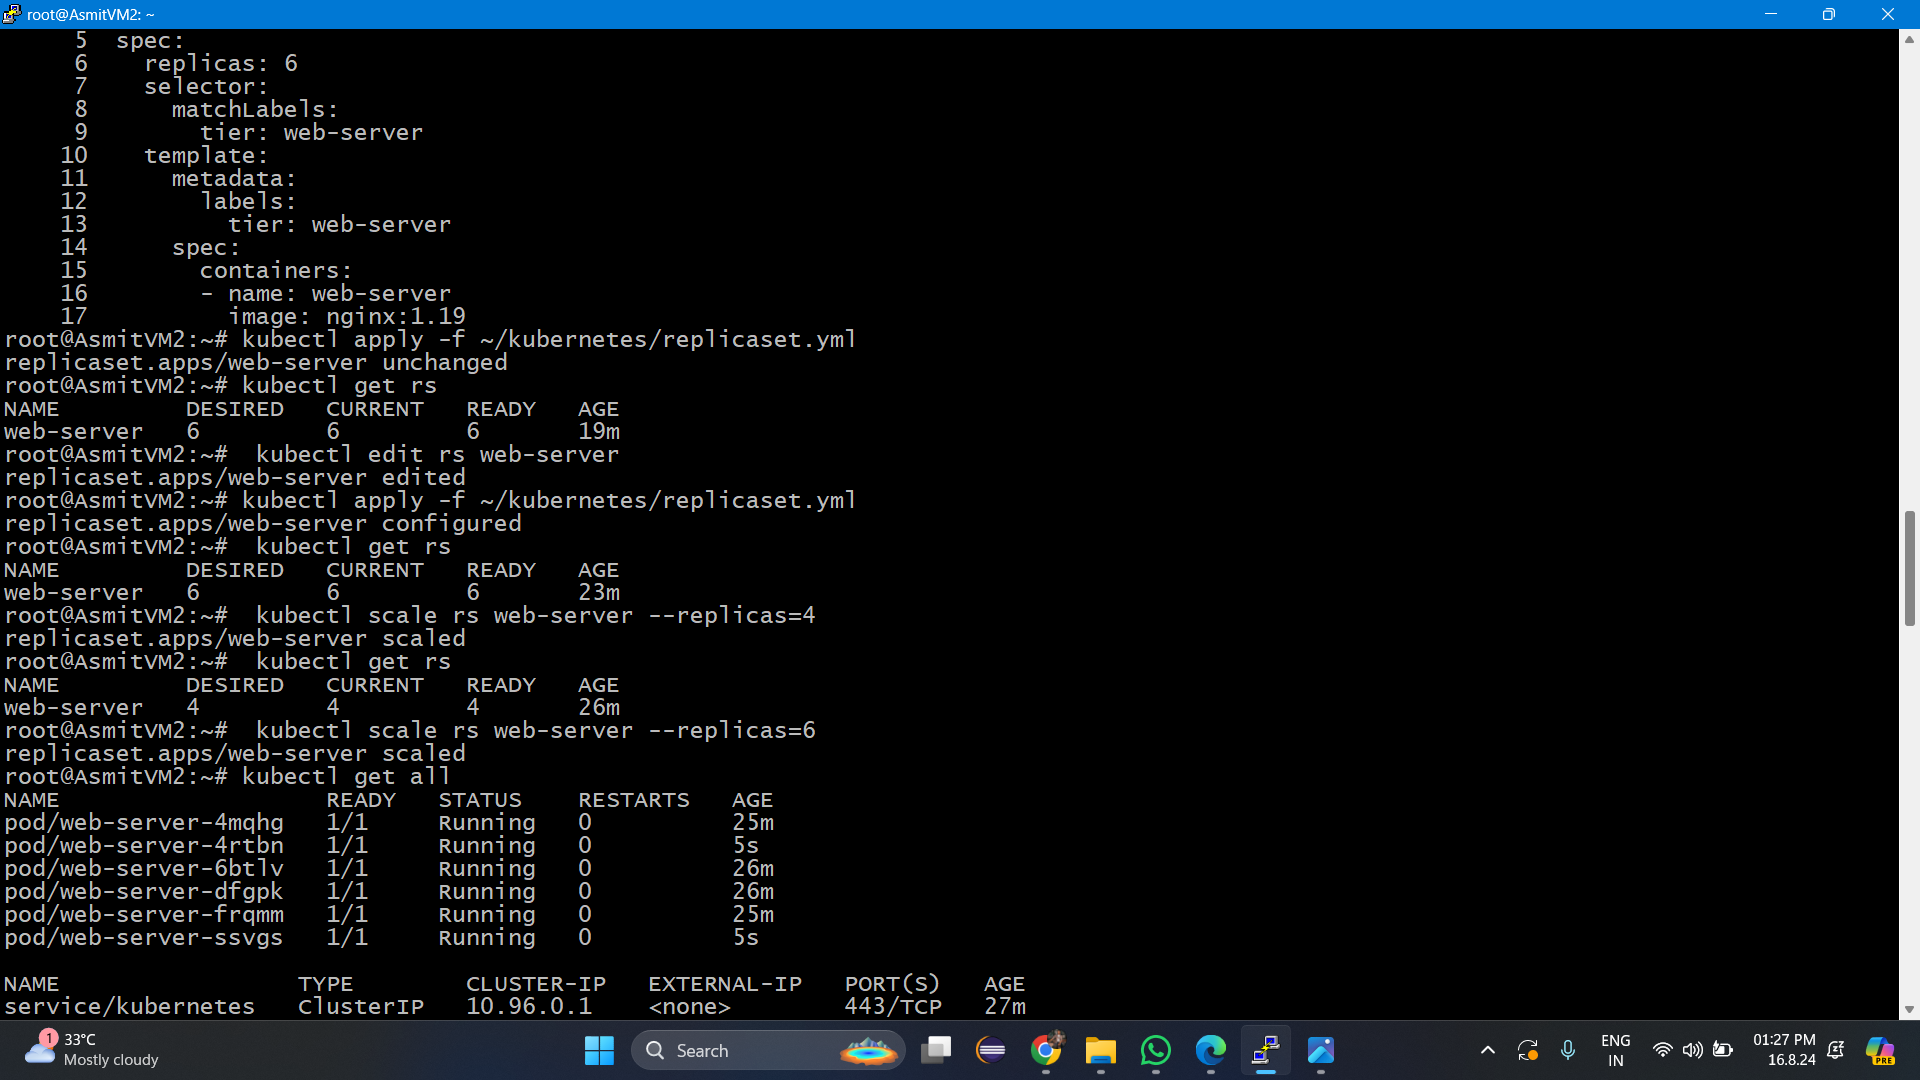 root@AsmitVM2: ~
5  spec:
6    replicas: 6
7    selector:
8      matchLabels:
9        tier: web-server
10    template:
11      metadata:
12        labels:
13          tier: web-server
14      spec:
15        containers:
16        - name: web-server
17          image: nginx:1.19
root@AsmitVM2:~# kubectl apply -f ~/kubernetes/replicaset.yml
replicaset.apps/web-server unchanged
root@AsmitVM2:~# kubectl get rs
NAME         DESIRED   CURRENT   READY   AGE
web-server   6         6         6       19m
root@AsmitVM2:~#  kubectl edit rs web-server
replicaset.apps/web-server edited
root@AsmitVM2:~# kubectl apply -f ~/kubernetes/replicaset.yml
replicaset.apps/web-server configured
root@AsmitVM2:~#  kubectl get rs
NAME         DESIRED   CURRENT   READY   AGE
web-server   6         6         6       23m
root@AsmitVM2:~#  kubectl scale rs web-server --replicas=4
replicaset.apps/web-server scaled
root@AsmitVM2:~#  kubectl get rs
NAME         DESIRED   CURRENT   READY   AGE
web-server   4         4         4       26m
root@AsmitVM2:~#  kubectl scale rs web-server --replicas=6
replicaset.apps/web-server scaled
root@AsmitVM2:~# kubectl get all
NAME                   READY   STATUS    RESTARTS   AGE
pod/web-server-4mqhg   1/1     Running   0          25m
pod/web-server-4rtbn   1/1     Running   0          5s
pod/web-server-6btlv   1/1     Running   0          26m
pod/web-server-dfgpk   1/1     Running   0          26m
pod/web-server-frqmm   1/1     Running   0          25m
pod/web-server-ssvgs   1/1     Running   0          5s
NAME                 TYPE        CLUSTER-IP   EXTERNAL-IP   PORT(S)   AGE
service/kubernetes   ClusterIP   10.96.0.1    <none>        443/TCP   27m
1
33°C
Mostly cloudy
Search
ENG
IN
01:27 PM
16.8.24
PRE